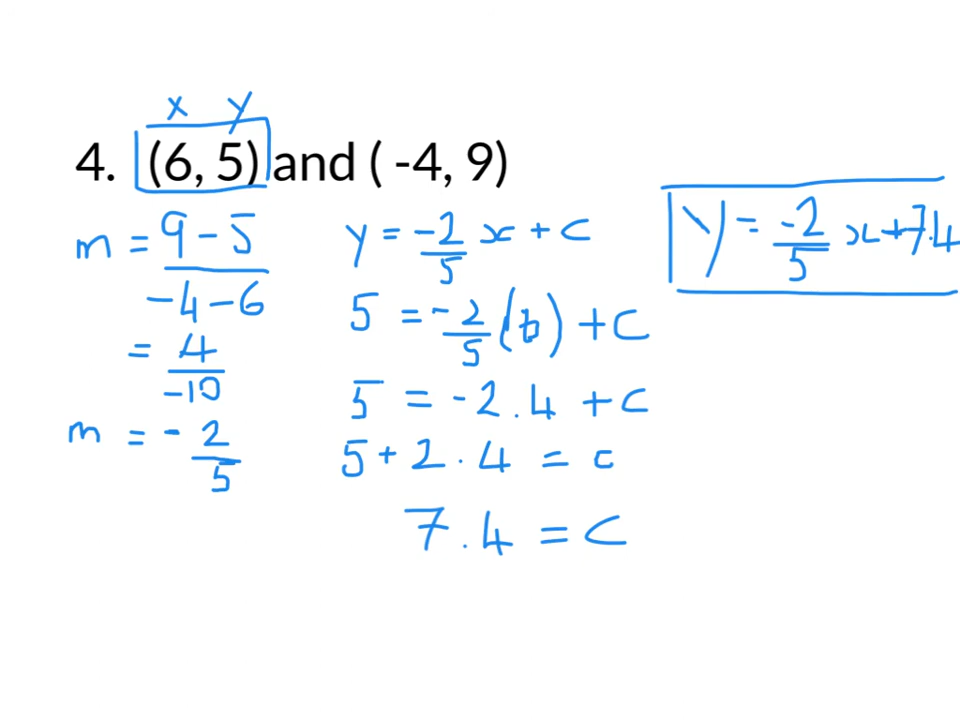 x y
4. (6, 5) and ( -4, 9)
m = 9 - 5
-4 - 6
= 4
-10
m = - 2
5
y = -2/5 x + c
5 = -2/5 (6) + c
5 = -2.4 + c
5 + 2.4 = c
7.4 = c
y = -2/5 x + 7.4